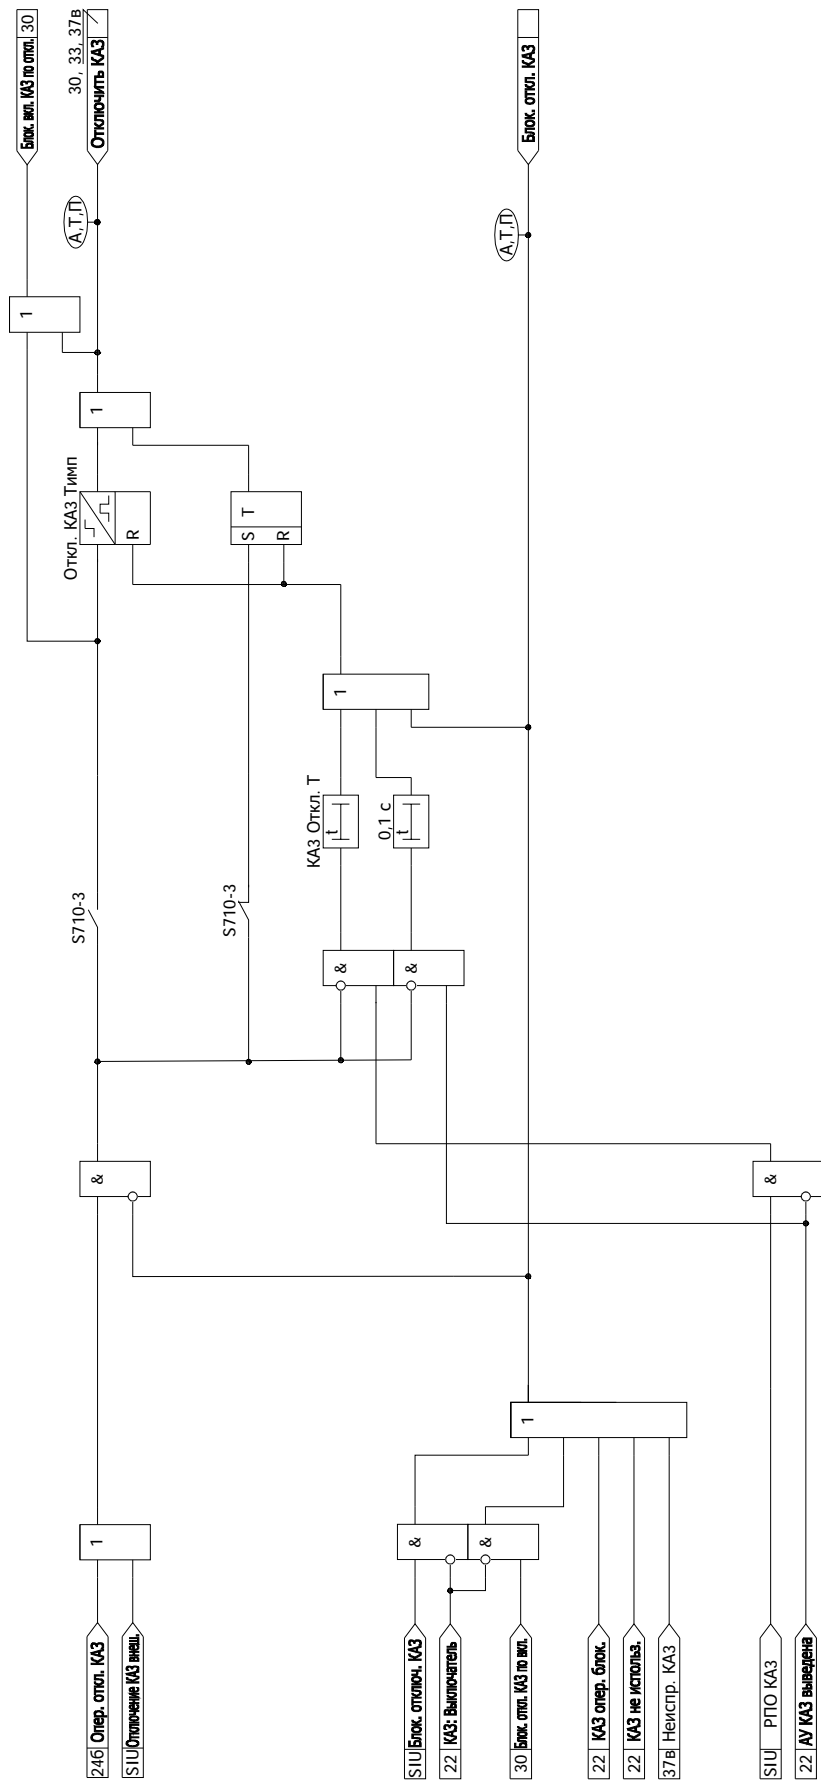 Блок. вкл. КАЗ по откл. 30
30, 33, 37в
Отключить КАЗ
А,Т,П
1
1
Откл. КАЗ Тимп
R
S T
R
S710-3
S710-3
1
КАЗ Откл. Т
t
0,1 с
t
&
&
&
1
24б Опер. откл. КАЗ
SIU Отключение КАЗ внеш.
Блок. откл. КАЗ
А,Т,П
1
&
&
SIU Блок. отключ. КАЗ
22 КАЗ: Выключатель
30 Блок. откл. КАЗ по вкл.
22 КАЗ опер. блок.
22 КАЗ не использ.
37в Неиспр. КАЗ
&
SIU РПО КАЗ
22 АУ КАЗ выведена